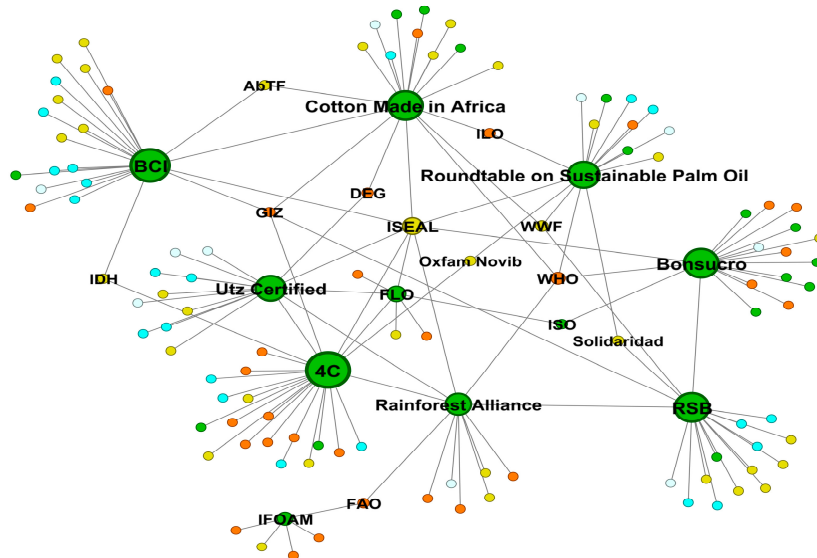 AbTF
Cotton Made in Africa
ILO
BCI
Roundtable on Sustainable Palm Oil
DEG
GIZ
ISEAL
WWF
Oxfam Novib
Bonsucro
IDH
Utz Certified
FLO
WHO
ISO
Solidaridad
4C
Rainforest Alliance
RSB
FAO
IFOAM